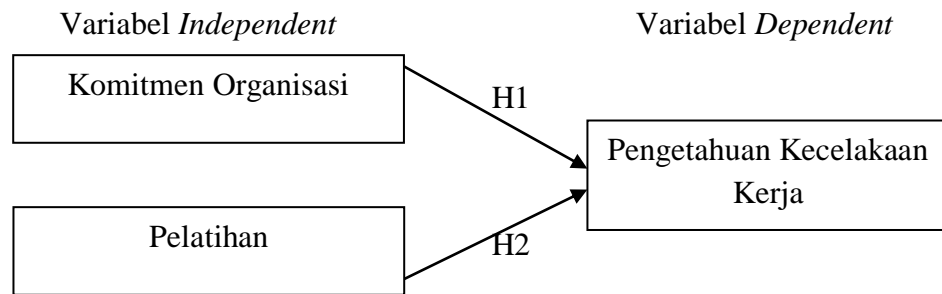 Variabel Independent
Variabel Dependent
Komitmen Organisasi
H1
Pengetahuan Kecelakaan
Kerja
Pelatihan
H2